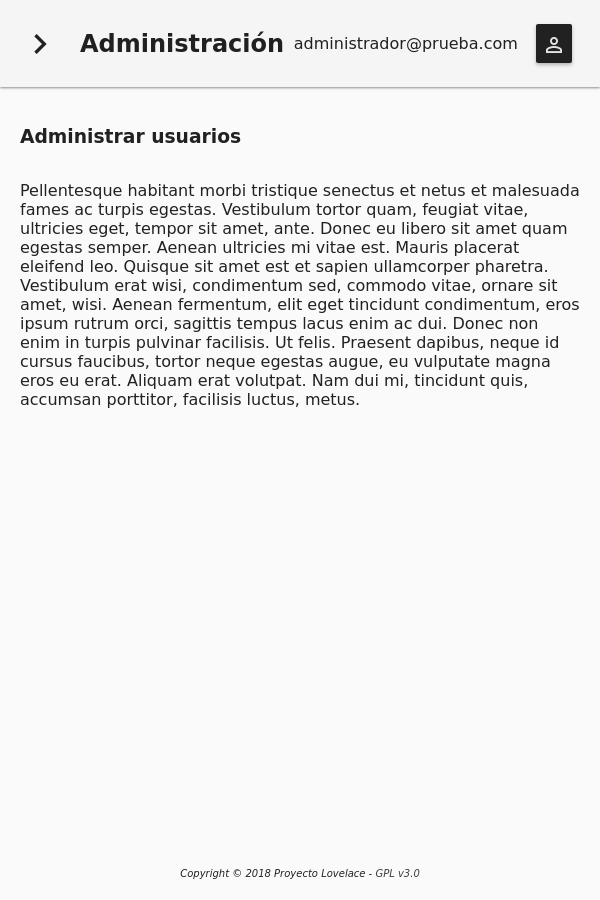 Administración administrador@prueba.com
Administrar usuarios
Pellentesque habitant morbi tristique senectus et netus et malesuada
fames ac turpis egestas. Vestibulum tortor quam, feugiat vitae,
ultricies eget, tempor sit amet, ante. Donec eu libero sit amet quam
egestas semper. Aenean ultricies mi vitae est. Mauris placerat
eleifend leo. Quisque sit amet est et sapien ullamcorper pharetra.
Vestibulum erat wisi, condimentum sed, commodo vitae, ornare sit
amet, wisi. Aenean fermentum, elit eget tincidunt condimentum, eros
ipsum rutrum orci, sagittis tempus lacus enim ac dui. Donec non
enim in turpis pulvinar facilisis. Ut felis. Praesent dapibus, neque id
cursus faucibus, tortor neque egestas augue, eu vulputate magna
eros eu erat. Aliquam erat volutpat. Nam dui mi, tincidunt quis,
accumsan porttitor, facilisis luctus, metus.
Copyright © 2018 Proyecto Lovelace - GPL v3.0